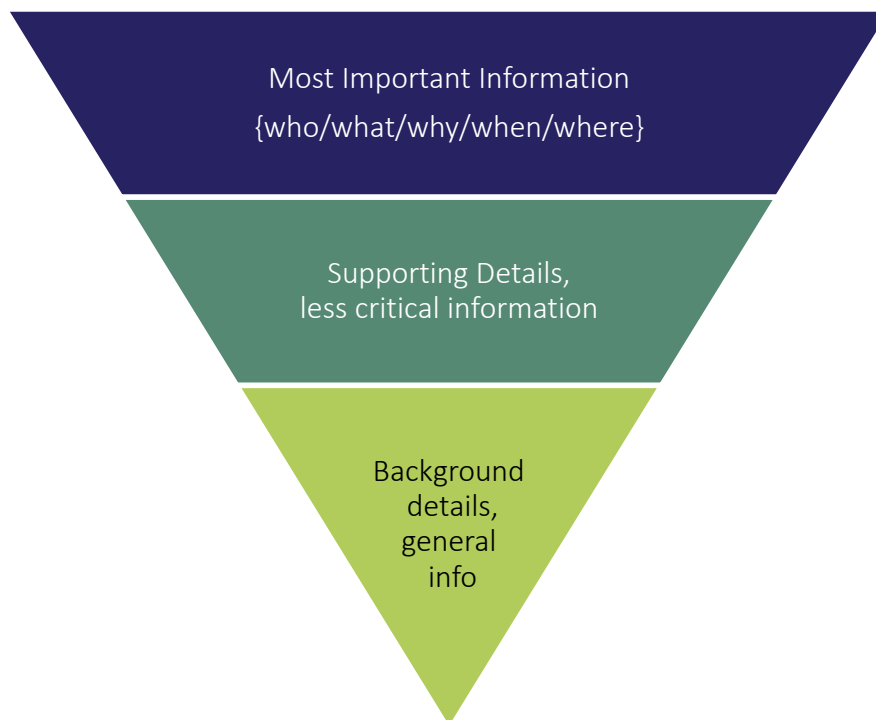 Most Important Information
{who/what/why/when/where}
Supporting Details,
less critical information
Background
details,
general
info